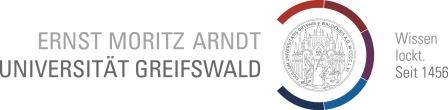 ERNST MORITZ ARNDT
UNIVERSITÄT GREIFSWALD
Wissen
lockt.
Seit 1456